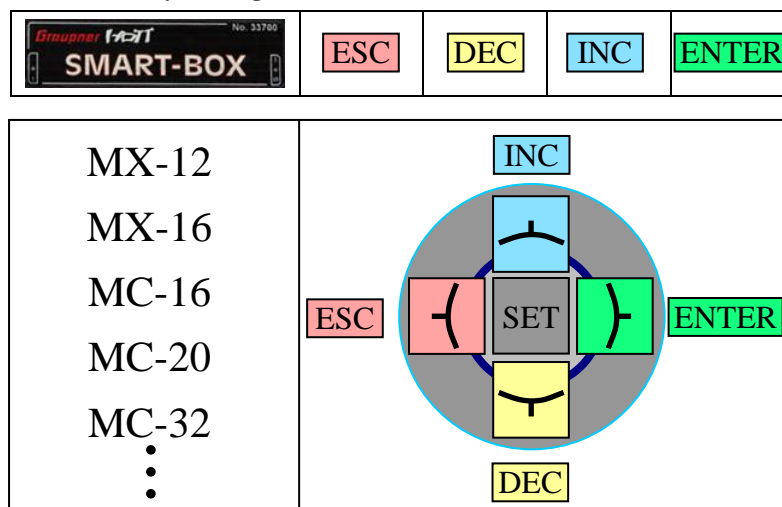 Graupner HoTT No. 33700
SMART-BOX
ESC DEC INC ENTER
MX-12
MX-16
MC-16
MC-20
MC-32
INC
ESC SET ENTER
DEC